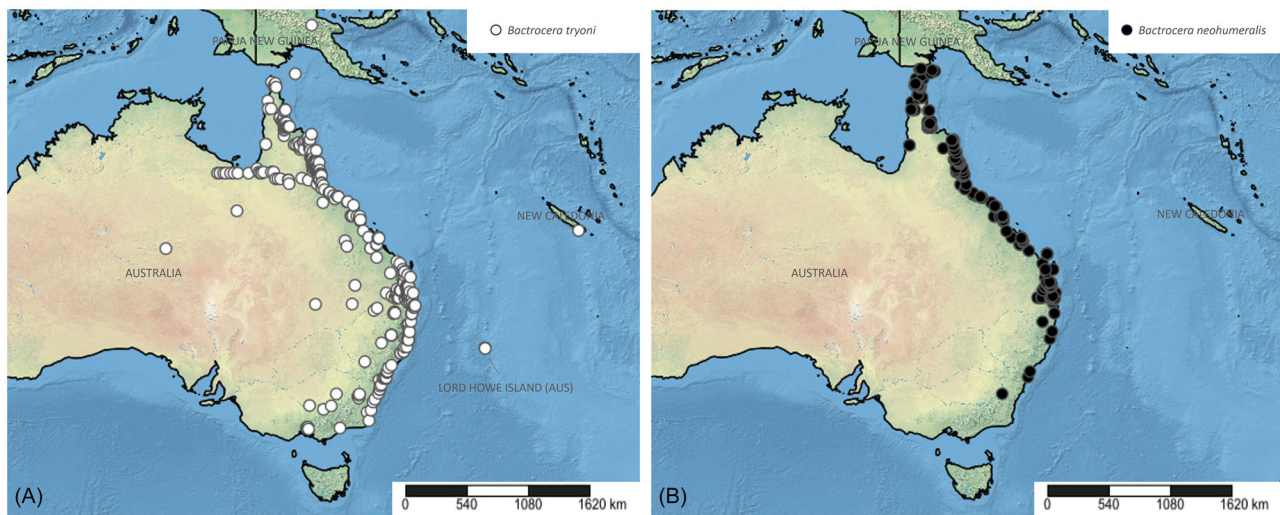 Bactrocera tryoni
PAPUA NEW GUINEA
NEW CALEDONIA
AUSTRALIA
LORD HOWE ISLAND (AUS)
(A)
0 540 1080 1620 km
Bactrocera neohumeralis
PAPUA NEW GUINEA
NEW CALEDONIA
AUSTRALIA
(B)
0 540 1080 1620 km